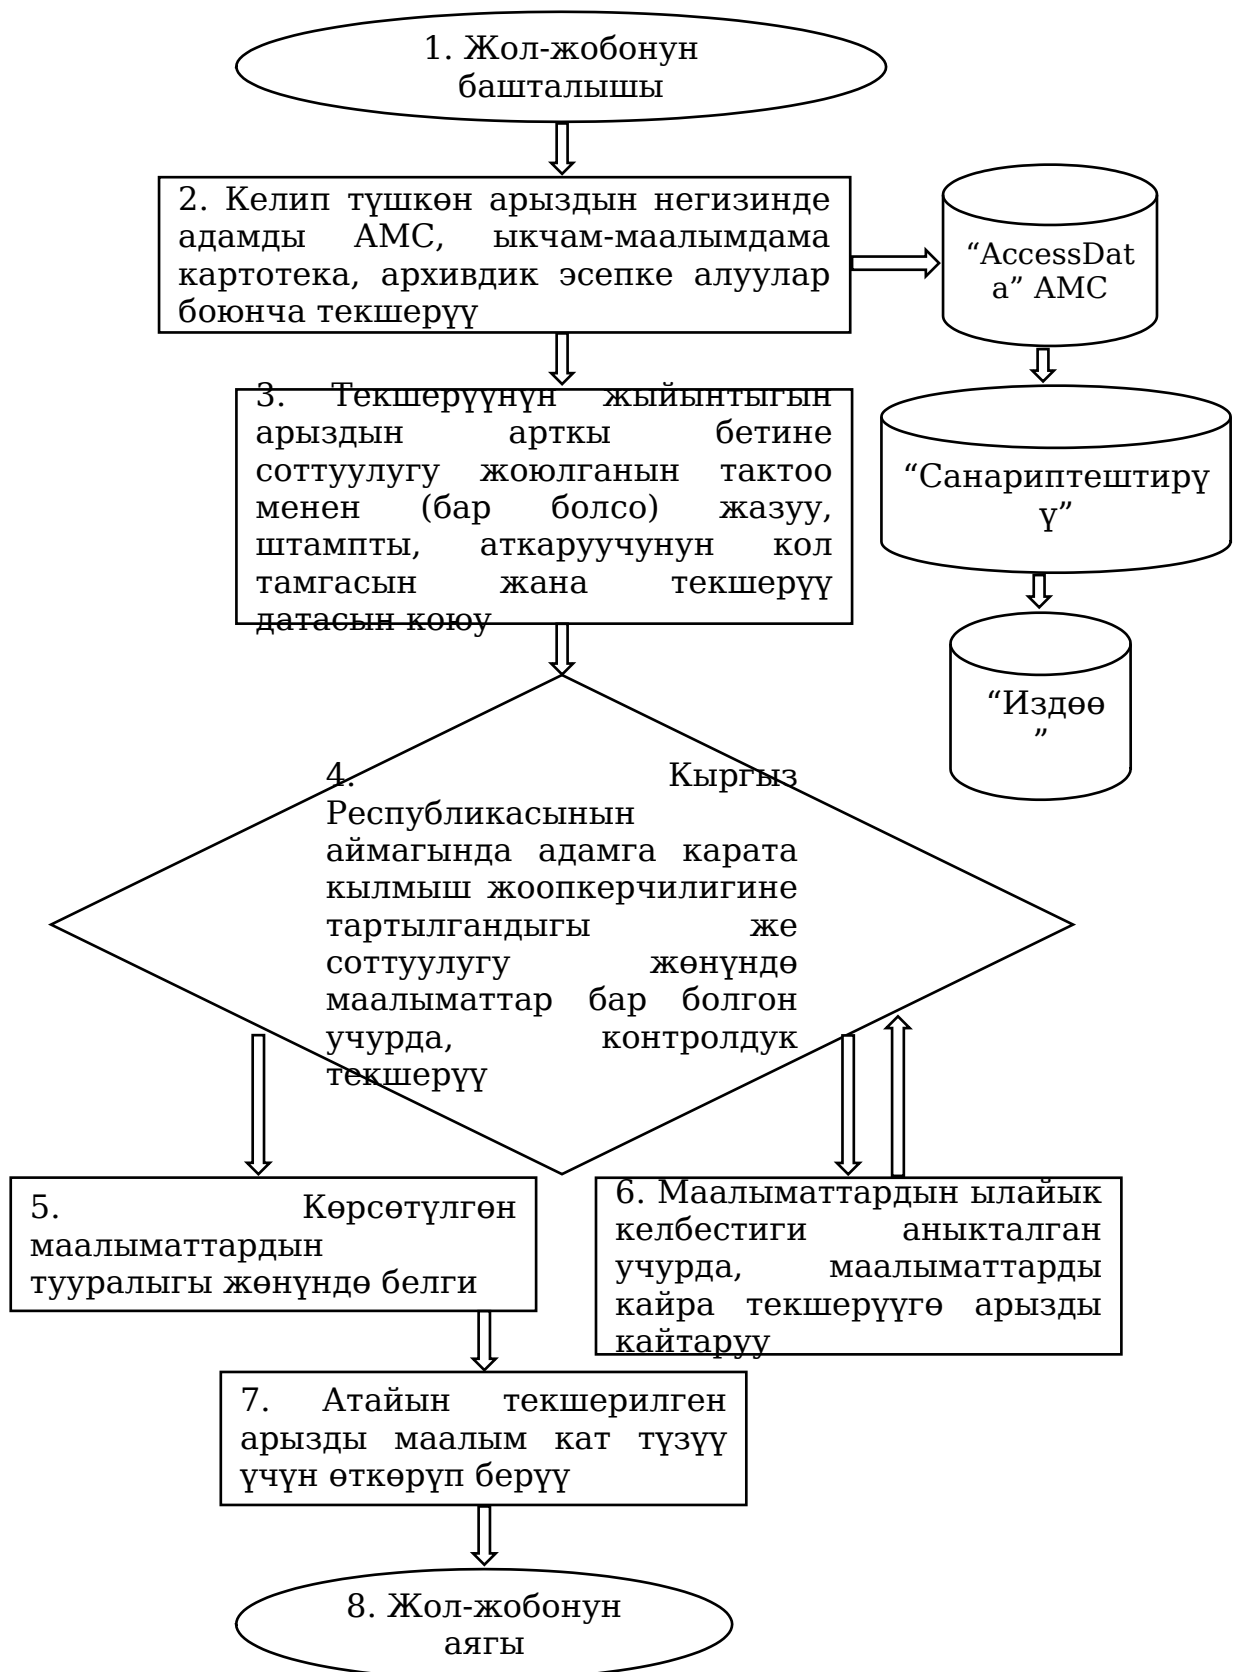 1. Жол-жобонун
башталышы
2. Келип түшкөн арыздын негизинде
адамды АМС, ыкчам-маалымдама
картотека, архивдик эсепке алуулар
боюнча текшерүү
“AccessDat
a” АМС
3. Текшерүүнүн жыйынтыгын
арыздын арткы бетине
соттуулугу жоюлганын тактоо
менен (бар болсо) жазуу,
штампты, аткаруучунун кол
тамгасын жана текшерүү
датасын коюу
“Санариптештирү
ү”
“Издөө
”
4. Кыргыз
Республикасынын
аймагында адамга карата
кылмыш жоопкерчилигине
тартылгандыгы же
соттуулугу жөнүндө
маалыматтар бар болгон
учурда, контролдук
текшерүү
5. Көрсөтүлгөн
маалыматтардын
тууралыгы жөнүндө белги
6. Маалыматтардын ылайык
келбестиги аныкталган
учурда, маалыматтарды
кайра текшерүүгө арызды
кайтаруу
7. Атайын текшерилген
арызды маалым кат түзүү
үчүн өткөрүп берүү
8. Жол-жобонун
аягы